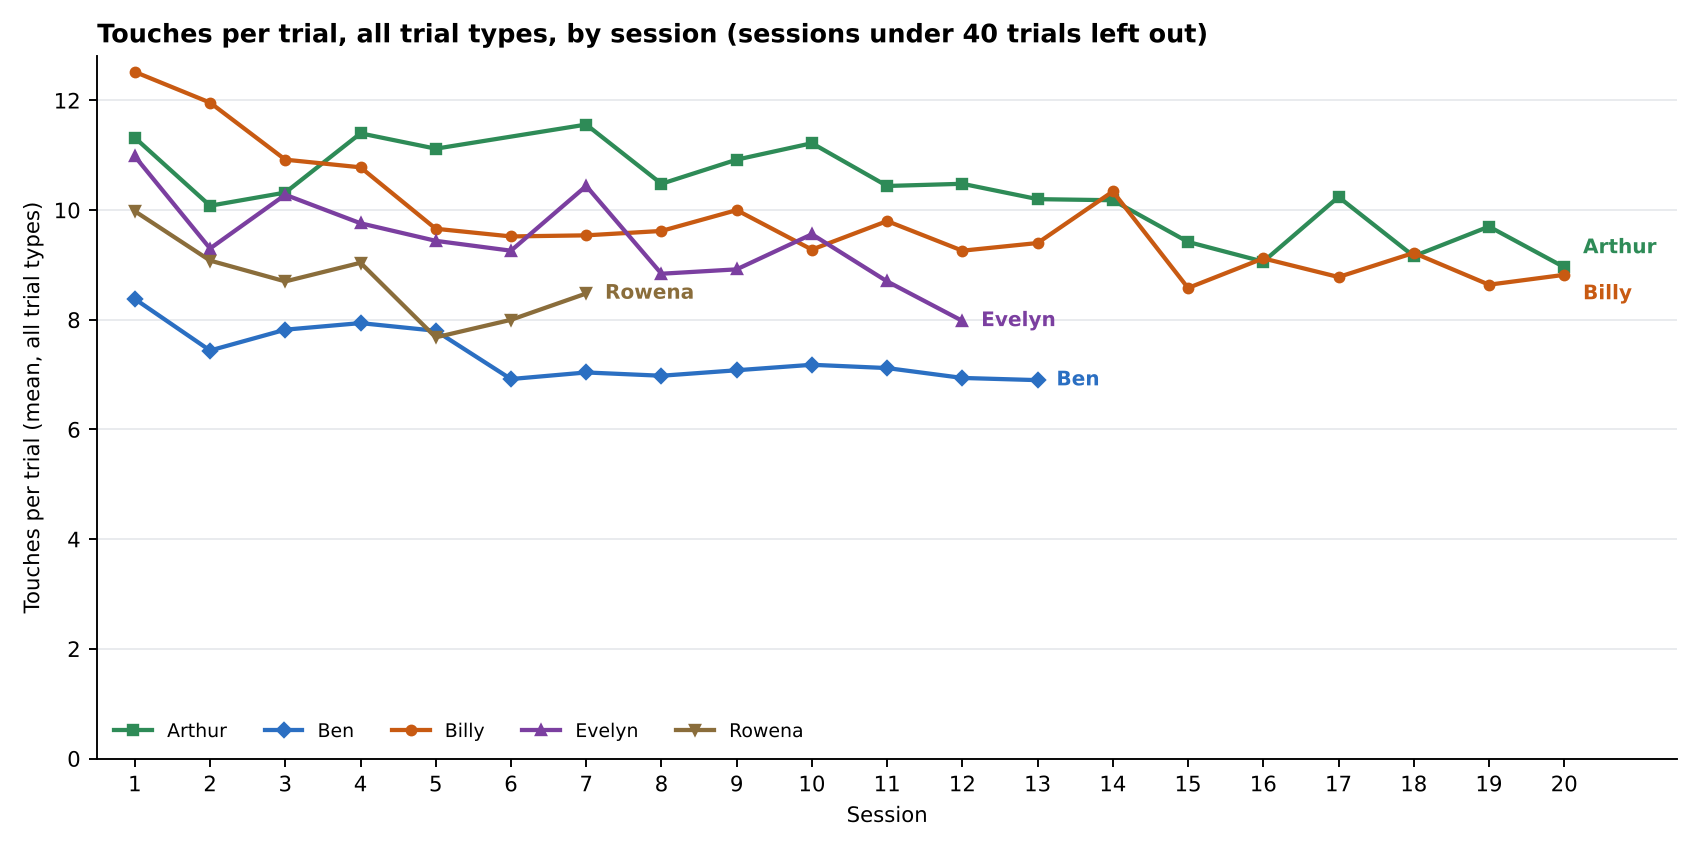 Touches per trial, all trial types, by session (sessions under 40 trials left out)
Touches per trial (mean, all trial types)
12
10
8
6
4
2
0
Arthur
Billy
Rowena
Evelyn
Ben
Arthur Ben Billy Evelyn Rowena
1 2 3 4 5 6 7 8 9 10 11 12 13 14 15 16 17 18 19 20
Session